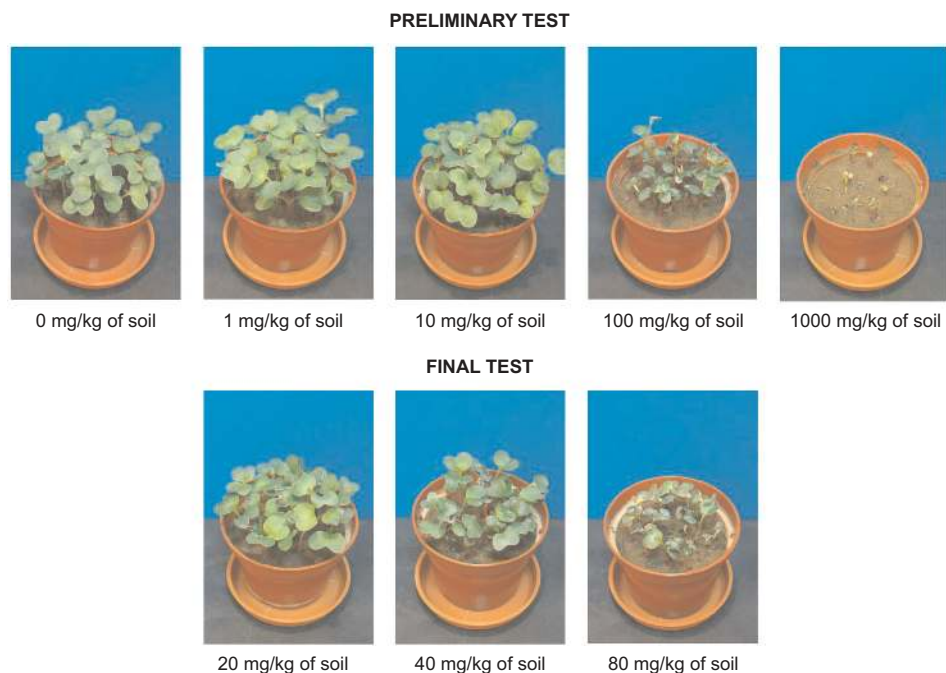 PRELIMINARY TEST
0 mg/kg of soil
1 mg/kg of soil
10 mg/kg of soil
100 mg/kg of soil
1000 mg/kg of soil
FINAL TEST
20 mg/kg of soil
40 mg/kg of soil
80 mg/kg of soil